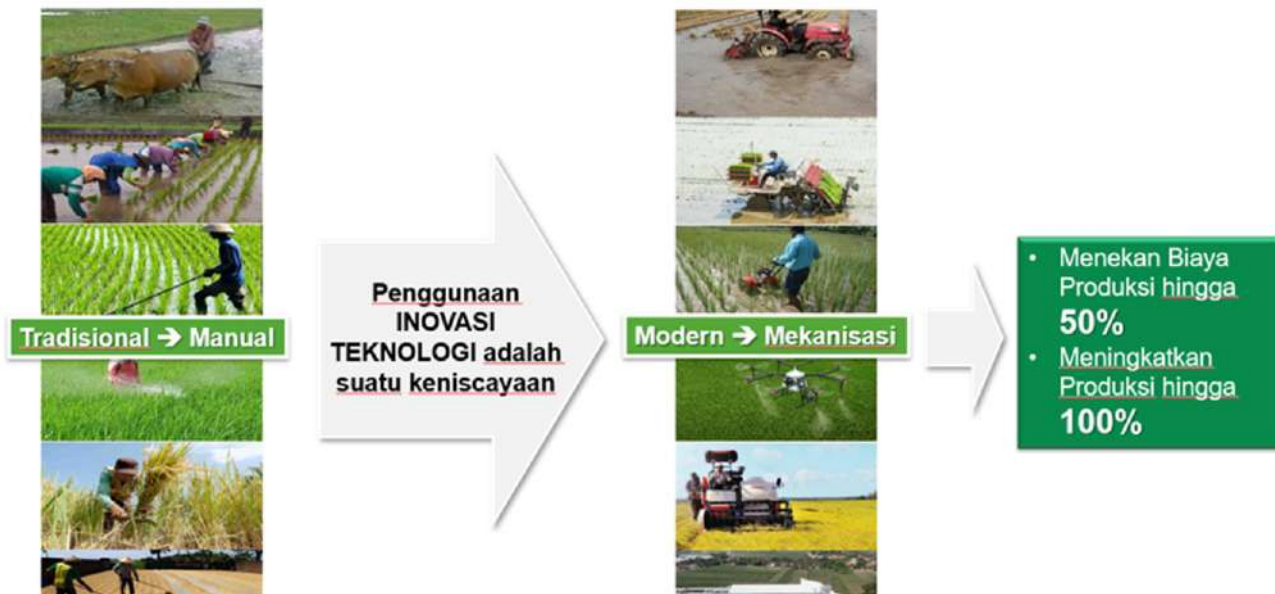 Tradisional → Manual
Penggunaan
INOVASI
TEKNOLOGI adalah
suatu keniscayaan
Modern → Mekanisasi
• Menekan Biaya
Produksi hingga
50%
• Meningkatkan
Produksi hingga
100%